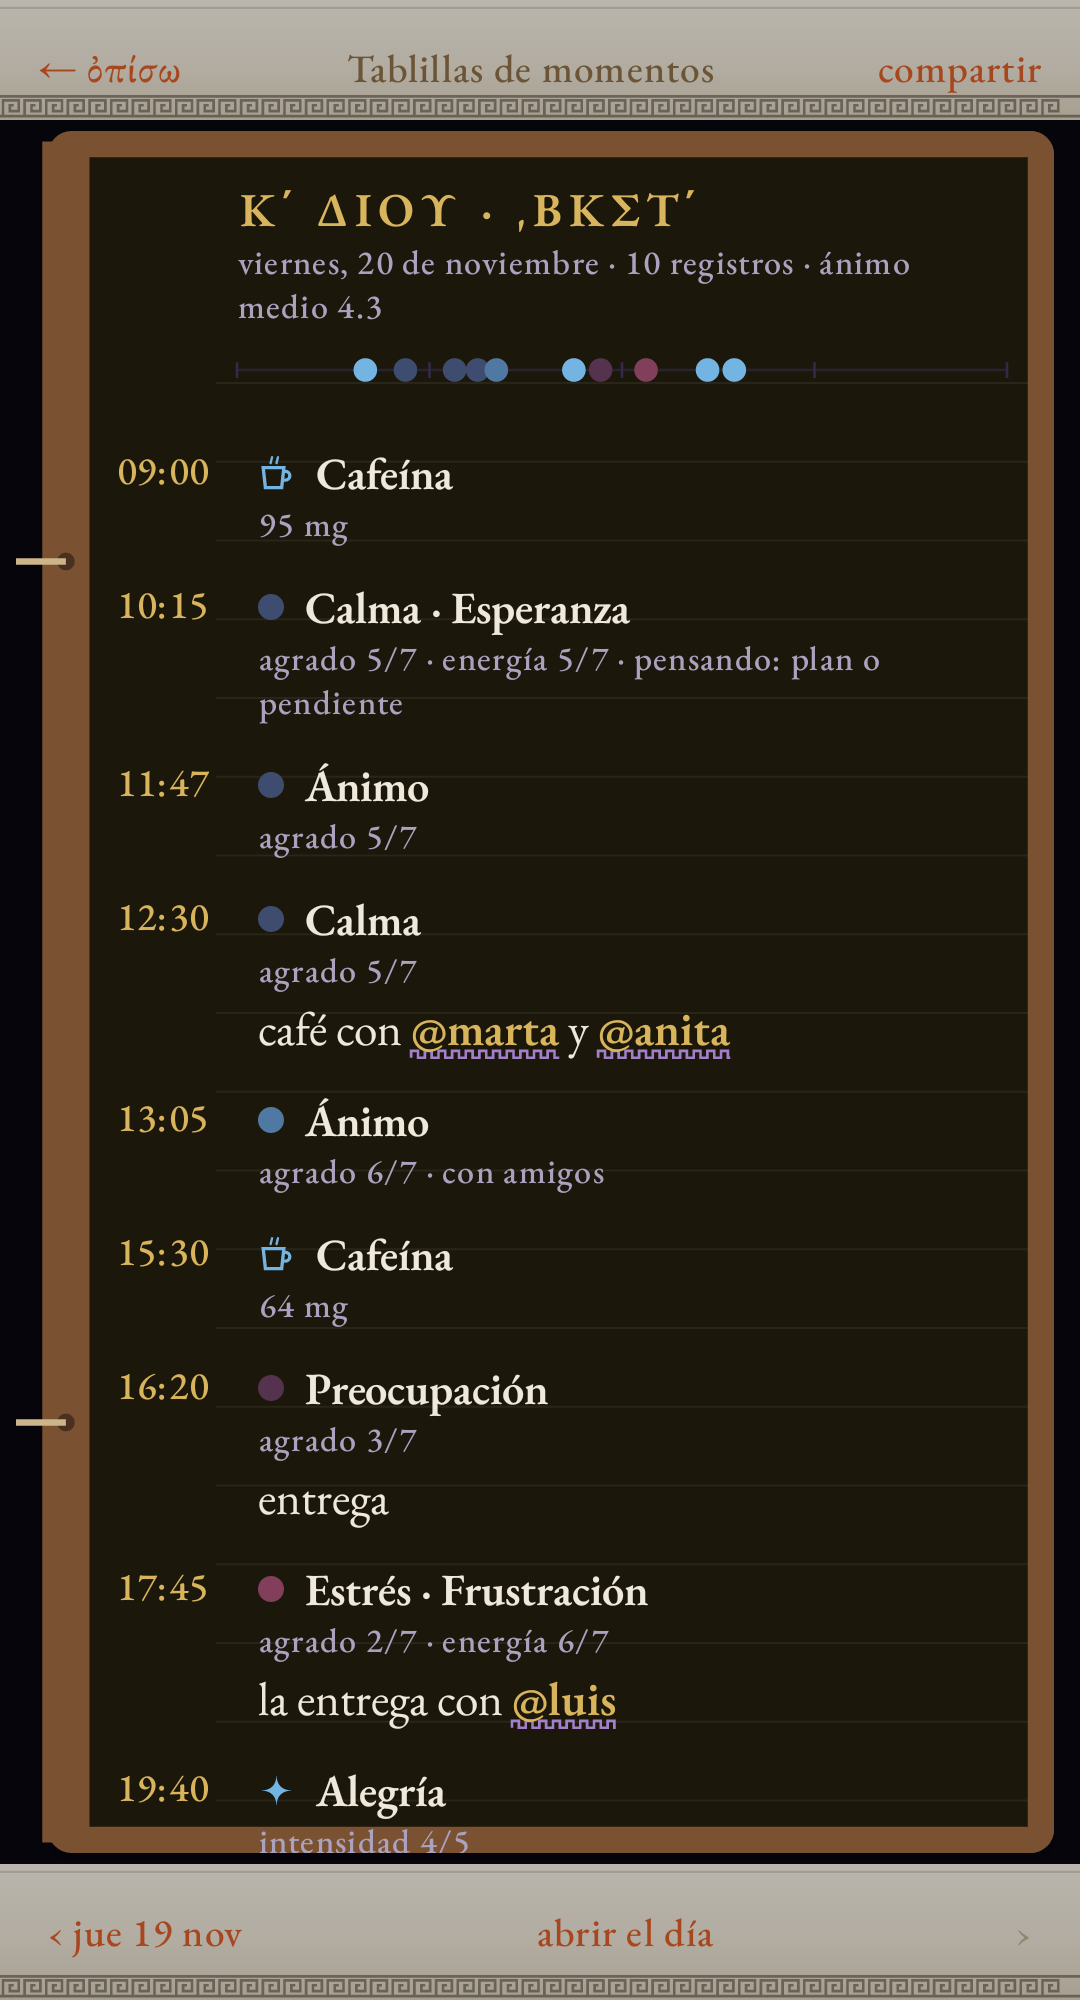 ← ὀπίσω
Tablillas de momentos
compartir
Κʹ ΔΙΟϒ · ͵ΒΚΣΤʹ
viernes, 20 de noviembre · 10 registros · ánimo
medio 4.3
09:00 Cafeína
95 mg
10:15 Calma · Esperanza
agrado 5/7 · energía 5/7 · pensando: plan o
pendiente
11:47 Ánimo
agrado 5/7
12:30 Calma
agrado 5/7
café con @marta y @anita
13:05 Ánimo
agrado 6/7 · con amigos
15:30 Cafeína
64 mg
16:20 Preocupación
agrado 3/7
entrega
17:45 Estrés · Frustración
agrado 2/7 · energía 6/7
la entrega con @luis
19:40 Alegría
intensidad 4/5
‹ jue 19 nov
abrir el día
›